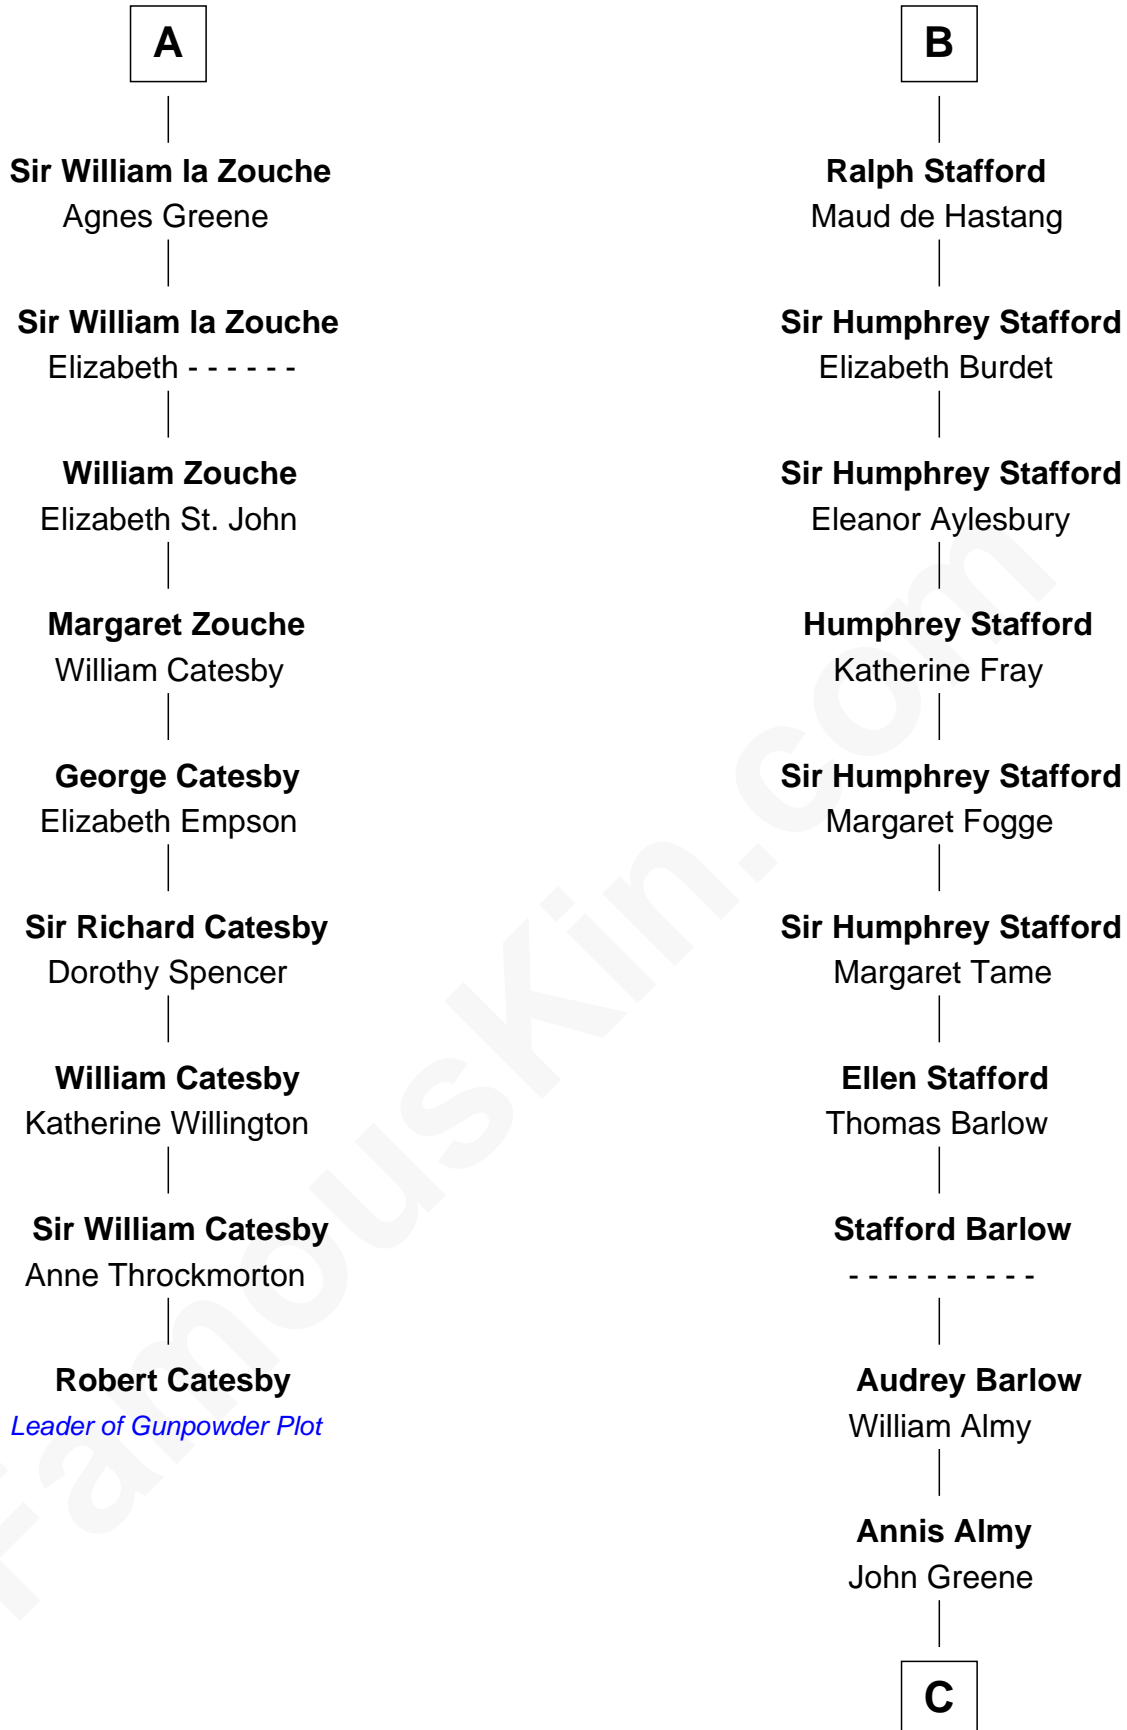 A
Sir William la Zouche
Agnes Greene
Sir William la Zouche
Elizabeth - - - - - -
William Zouche
Elizabeth St. John
Margaret Zouche
William Catesby
George Catesby
Elizabeth Empson
Sir Richard Catesby
Dorothy Spencer
William Catesby
Katherine Willington
Sir William Catesby
Anne Throckmorton
Robert Catesby
Leader of Gunpowder Plot
B
Ralph Stafford
Maud de Hastang
Sir Humphrey Stafford
Elizabeth Burdet
Sir Humphrey Stafford
Eleanor Aylesbury
Humphrey Stafford
Katherine Fray
Sir Humphrey Stafford
Margaret Fogge
Sir Humphrey Stafford
Margaret Tame
Ellen Stafford
Thomas Barlow
Stafford Barlow
- - - - - - - - - -
Audrey Barlow
William Almy
Annis Almy
John Greene
C
FamousKin.com